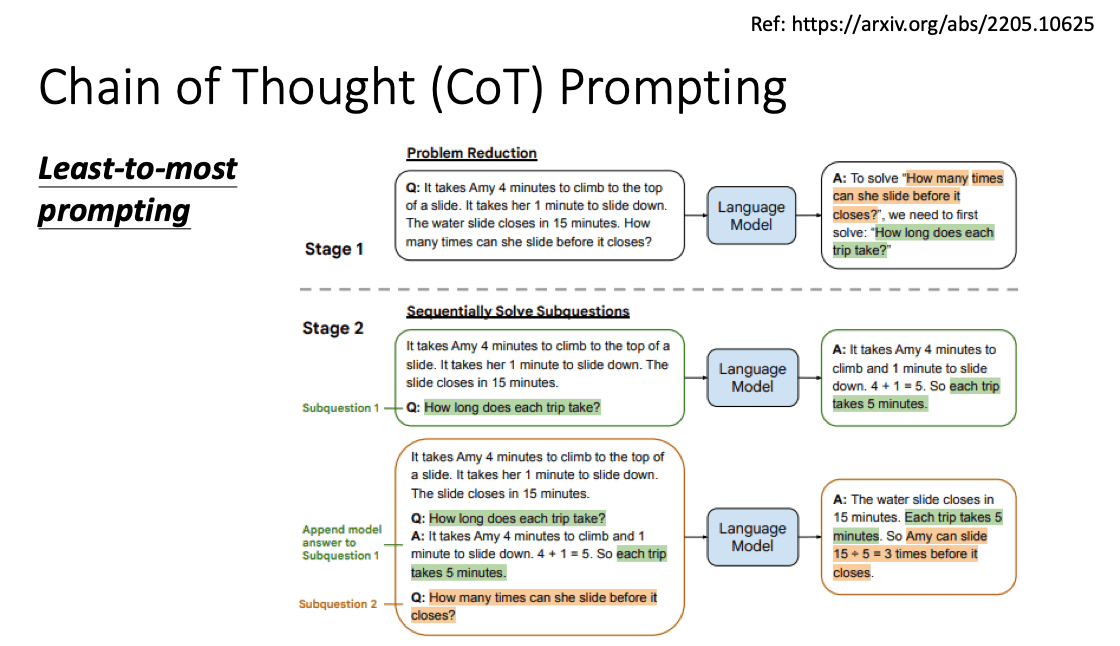 Ref: https://arxiv.org/abs/2205.10625
Chain of Thought (CoT) Prompting
Least-to-most
prompting
Problem Reduction
Stage 1
Q: It takes Amy 4 minutes to climb to the top
of a slide. It takes her 1 minute to slide down.
The water slide closes in 15 minutes. How
many times can she slide before it closes?
Language
Model
A: To solve “How many times
can she slide before it
closes?”, we need to first
solve: “How long does each
trip take?”
Stage 2
Sequentially Solve Subquestions
It takes Amy 4 minutes to climb to the top of a
slide. It takes her 1 minute to slide down. The
slide closes in 15 minutes.
Subquestion 1
Q: How long does each trip take?
Language
Model
A: It takes Amy 4 minutes to
climb and 1 minute to slide
down. 4 + 1 = 5. So each trip
takes 5 minutes.
It takes Amy 4 minutes to climb to the top of
a slide. It takes her 1 minute to slide down.
The slide closes in 15 minutes.
Append model
answer to
Subquestion 1
Q: How long does each trip take?
A: It takes Amy 4 minutes to climb and 1
minute to slide down. 4 + 1 = 5. So each trip
takes 5 minutes.
Subquestion 2
Q: How many times can she slide before it
closes?
Language
Model
A: The water slide closes in
15 minutes. Each trip takes 5
minutes. So Amy can slide
15 ÷ 5 = 3 times before it
closes.